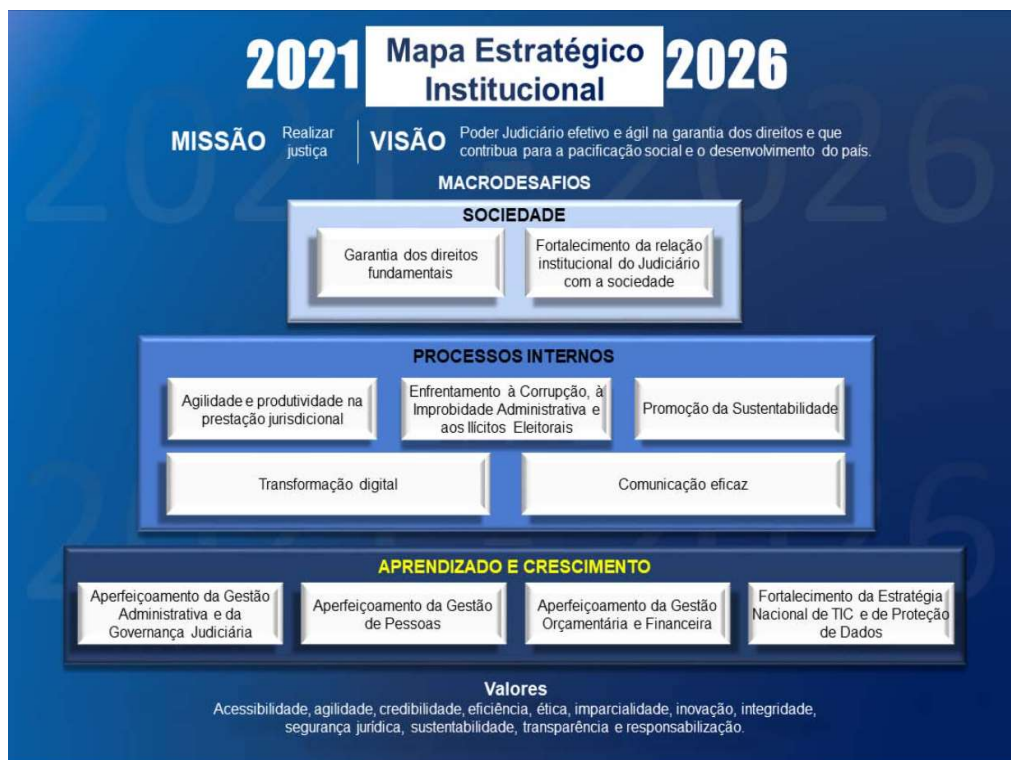 2021 Mapa Estratégico Institucional 2026
MISSÃO Realizar justiça
VISÃO Poder Judiciário efetivo e ágil na garantia dos direitos e que
contribua para a pacificação social e o desenvolvimento do país.
MACRODESAFIOS
SOCIEDADE
Garantia dos direitos
fundamentais
Fortalecimento da relação
institucional do Judiciário
com a sociedade
PROCESSOS INTERNOS
Agilidade e produtividade na
prestação jurisdicional
Enfrentamento à Corrupção, à
Improbidade Administrativa e
aos Ilícitos Eleitorais
Promoção da Sustentabilidade
Transformação digital
Comunicação eficaz
APRENDIZADO E CRESCIMENTO
Aperfeiçoamento da Gestão
Administrativa e da
Governança Judiciária
Aperfeiçoamento da Gestão
de Pessoas
Aperfeiçoamento da Gestão
Orçamentária e Financeira
Fortalecimento da Estratégia
Nacional de TIC e de Proteção
de Dados
Valores
Acessibilidade, agilidade, credibilidade, eficiência, ética, imparcialidade, inovação, integridade,
segurança jurídica, sustentabilidade, transparência e responsabilização.